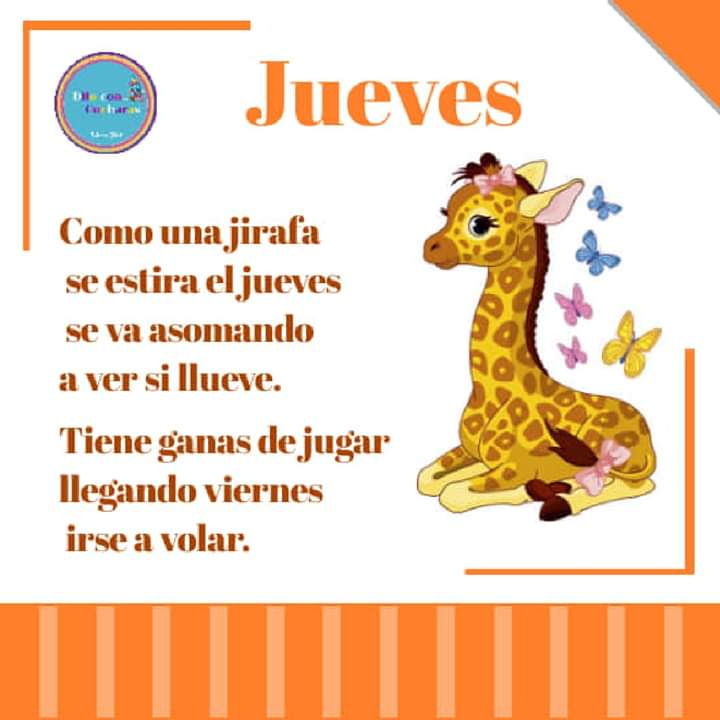 Jueves
Como una jirafa
se estira el jueves
se va asomando
a ver si llueve.
Tiene ganas de jugar
llegando viernes
irse a volar.